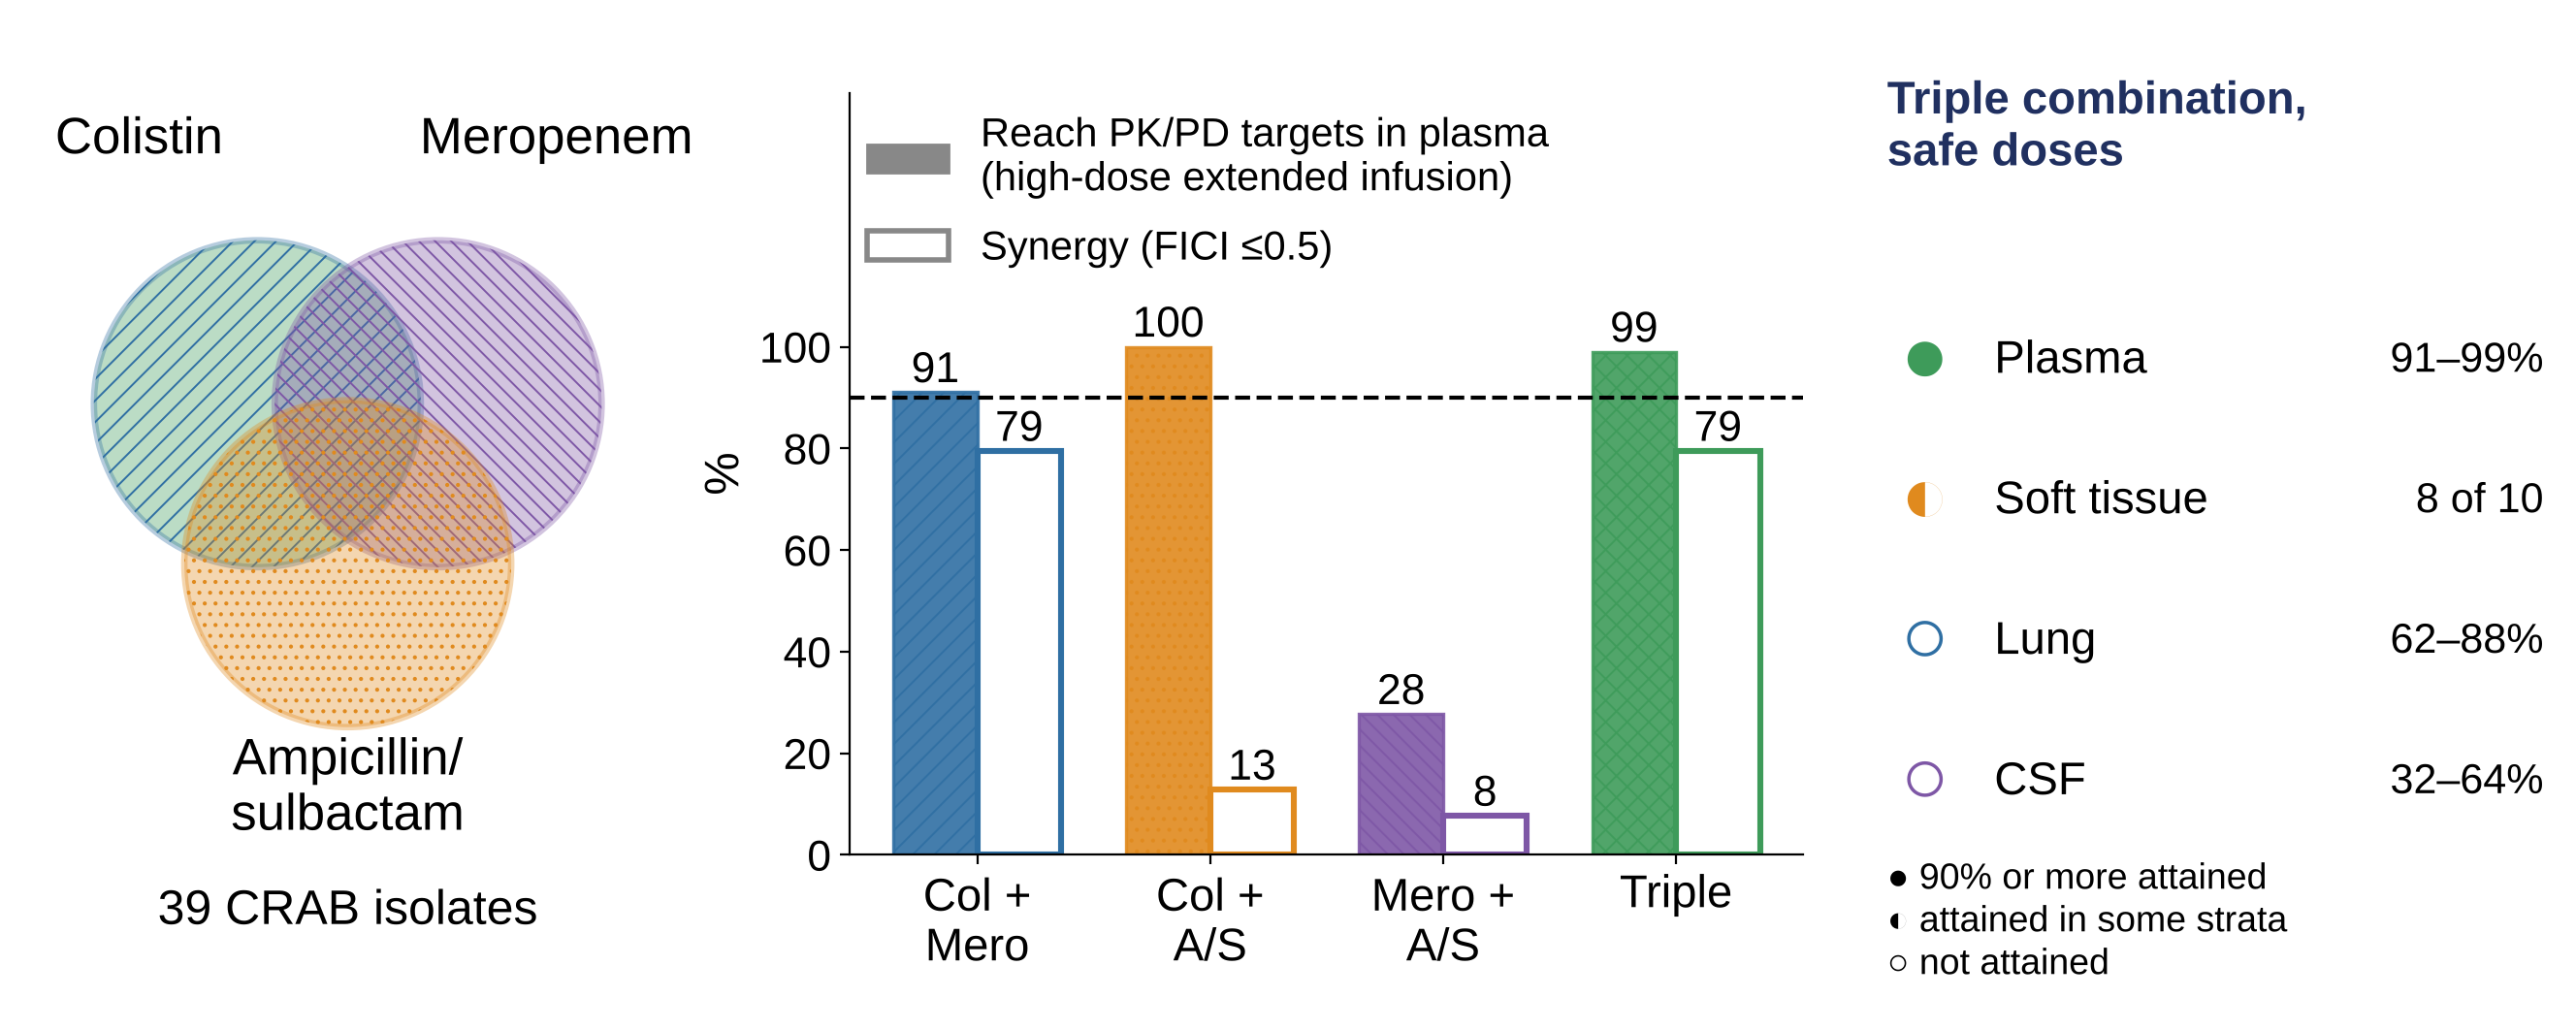 Colistin
Meropenem
Ampicillin/
sulbactam
39 CRAB isolates
Reach PK/PD targets in plasma
(high-dose extended infusion)
Synergy (FICI ≤0.5)
%
100
80
60
40
20
0
91
79
100
13
28
8
99
79
Col +
Mero
Col +
A/S
Mero +
A/S
Triple
Triple combination,
safe doses
Plasma 91–99%
Soft tissue 8 of 10
Lung 62–88%
CSF 32–64%
90% or more attained
attained in some strata
not attained